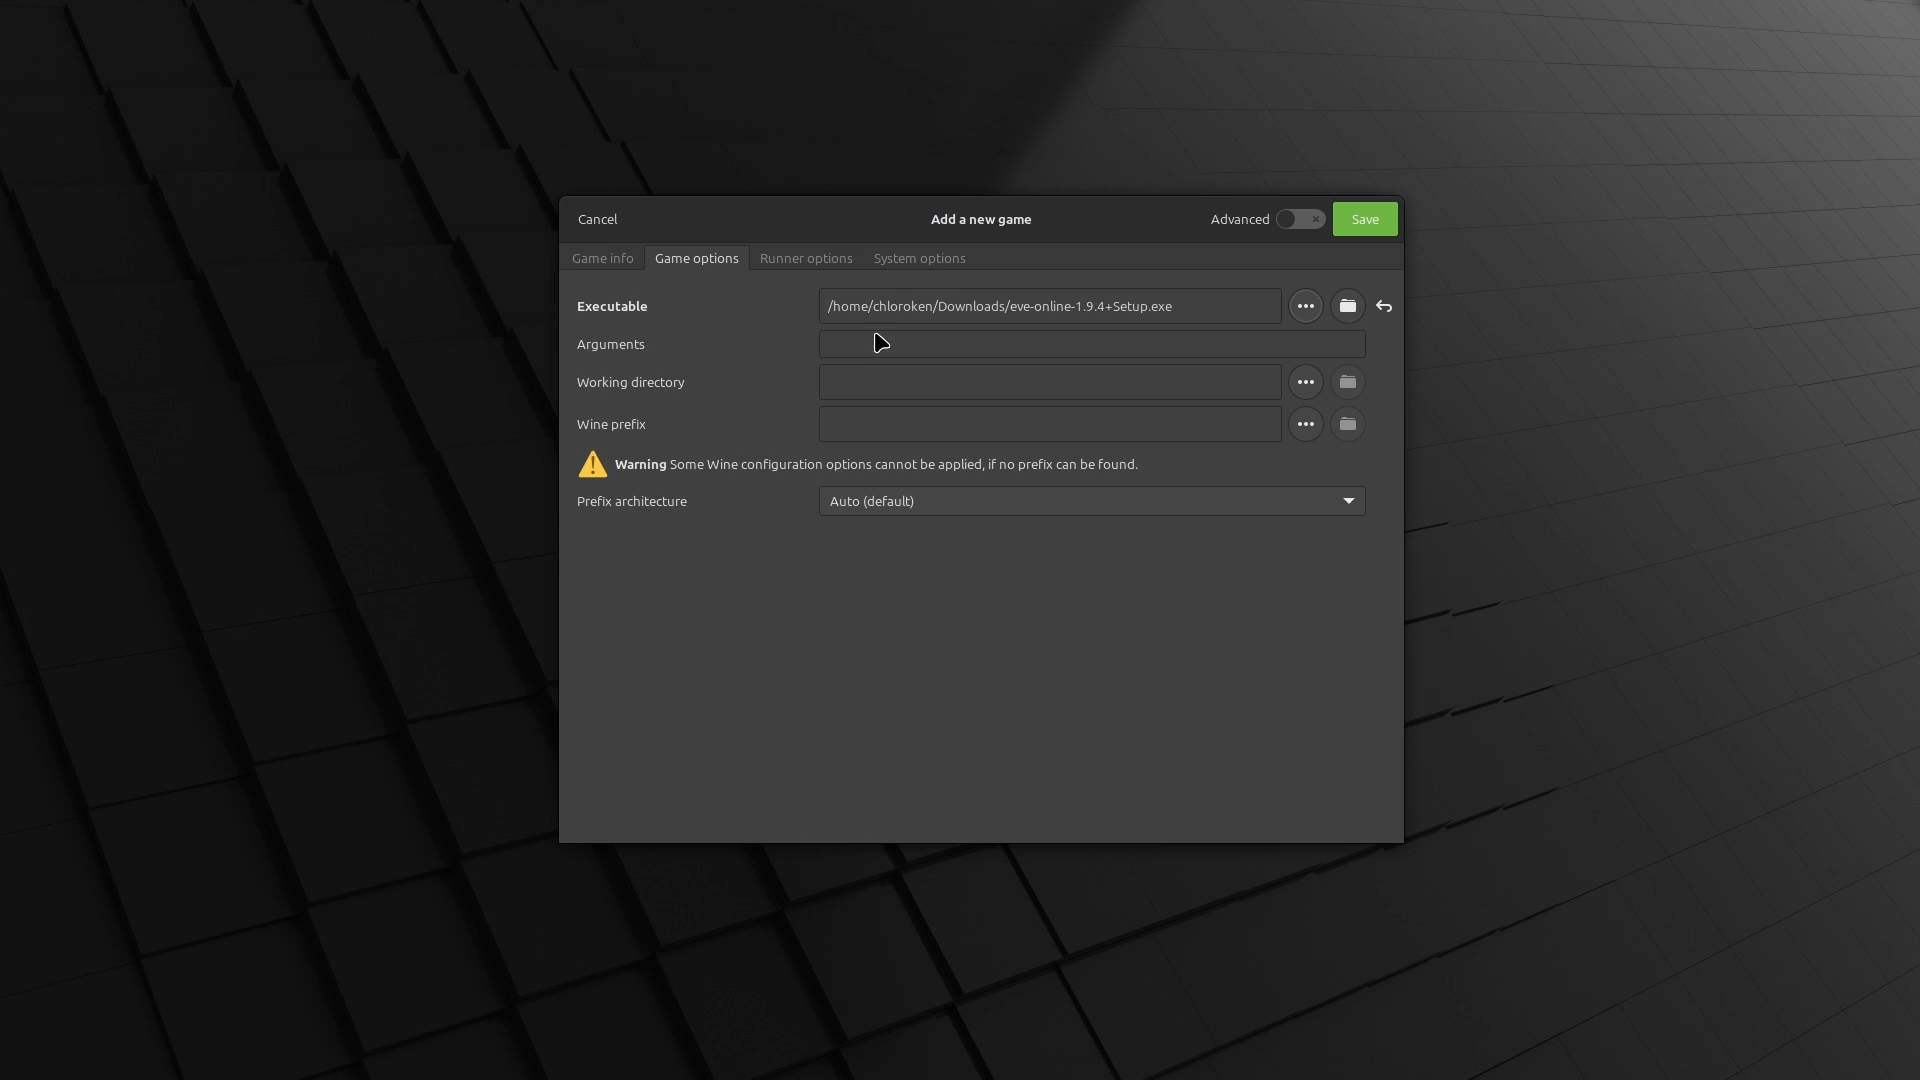 Cancel
Add a new game
Advanced
Save
Game info
Game options
Runner options
System options
Executable
/home/chloroken/Downloads/eve-online-1.9.4+Setup.exe
Arguments
Working directory
Wine prefix
Warning Some Wine configuration options cannot be applied, if no prefix can be found.
Prefix architecture
Auto (default)